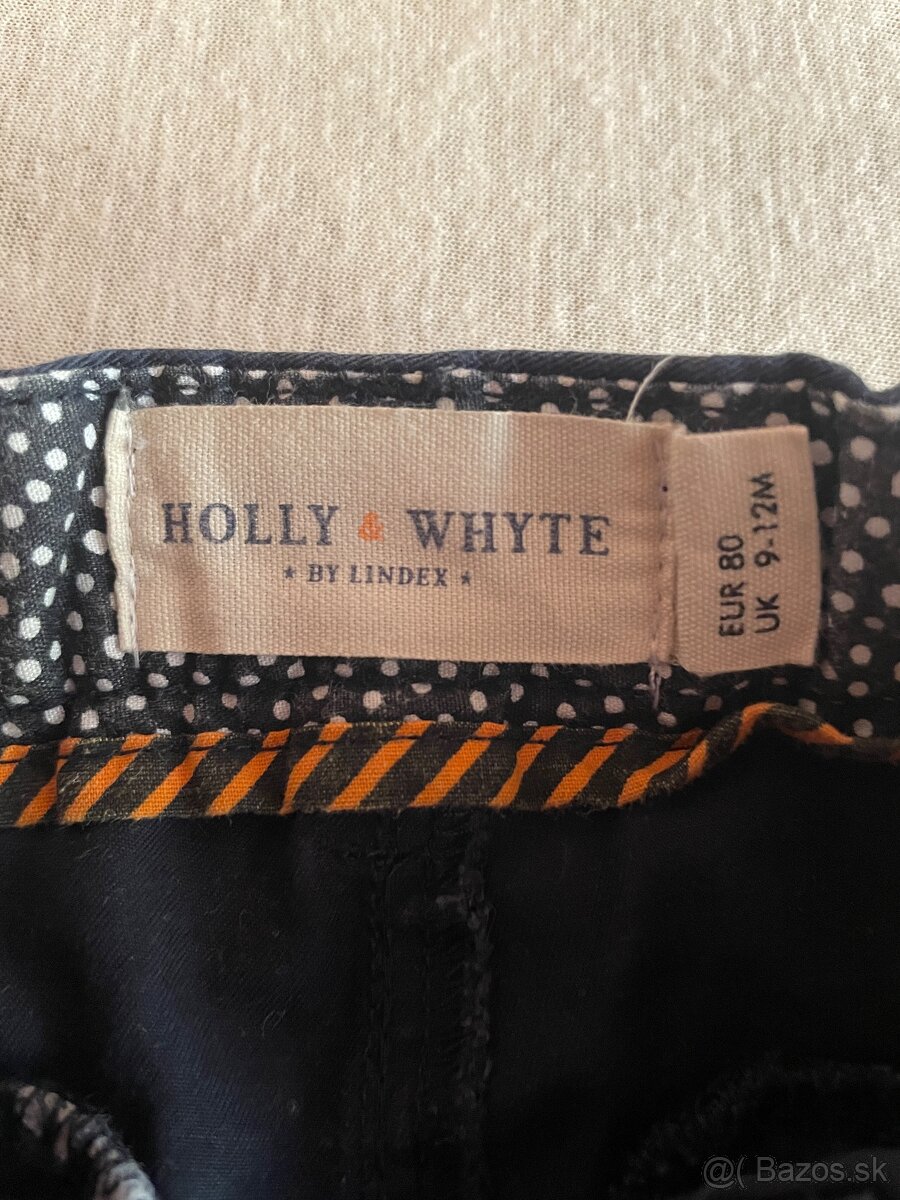 HOLLY & WHYTE
★ BY LINDEX ★
EUR 80
UK 9-12M
@( Bazos.sk